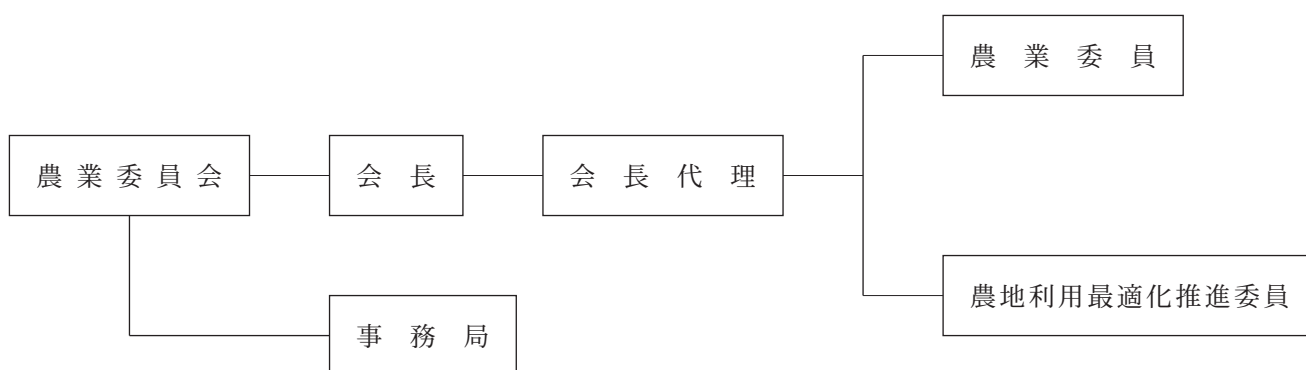 農業委員
農業委員会
会長
会長代理
農地利用最適化推進委員
事務局